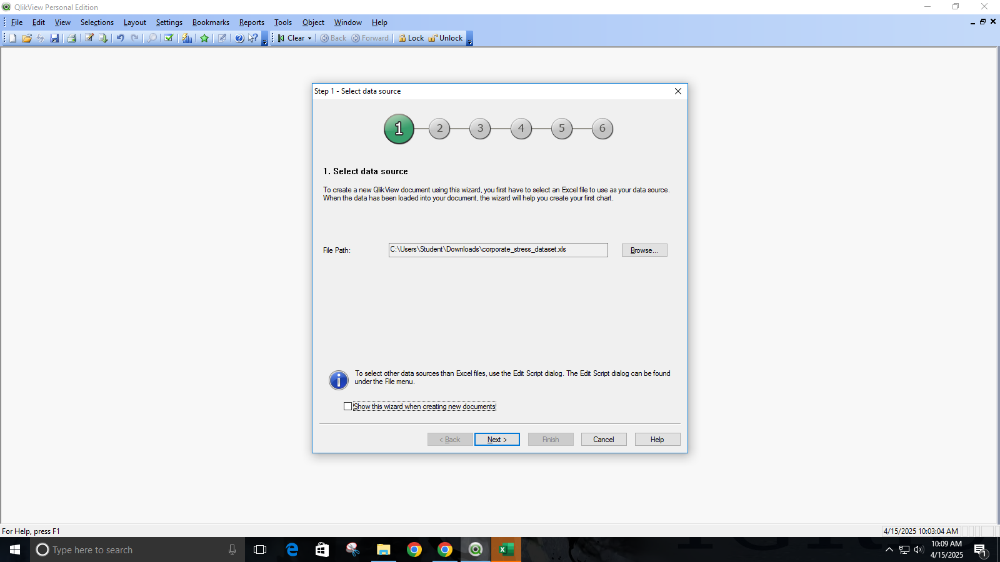 QlikView Personal Edition
File Edit View Selections Layout Settings Bookmarks Reports Tools Object Window Help
Clear Back Forward Lock Unlock
Step 1 - Select data source
1 2 3 4 5 6
1. Select data source
To create a new QlikView document using this wizard, you first have to select an Excel file to use as your data source.
When the data has been loaded into your document, the wizard will help you create your first chart.
File Path: C:\Users\Student\Downloads\corporate_stress_dataset.xls Browse...
To select other data sources than Excel files, use the Edit Script dialog. The Edit Script dialog can be found
under the File menu.
Show this wizard when creating new documents
< Back Next > Finish Cancel Help
For Help, press F1 4/15/2025 10:03:04 AM
Type here to search
10:09 AM
4/15/2025
1